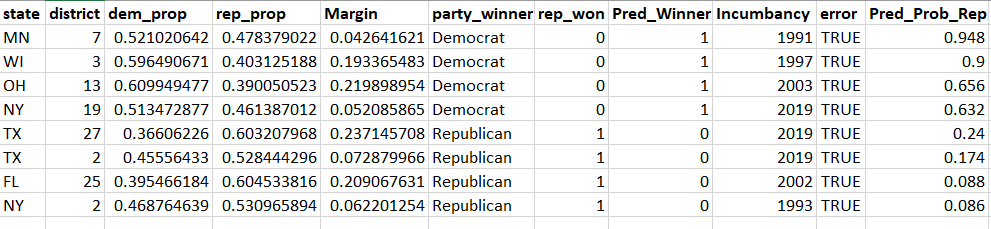 state district dem_prop rep_prop Margin party_winner rep_won Pred_Winner Incumbancy error Pred_Prob_Rep
MN 7 0.521020642 0.478379022 0.042641621 Democrat 0 1 1991 TRUE 0.948
WI 3 0.596490671 0.403125188 0.193365483 Democrat 0 1 1997 TRUE 0.9
OH 13 0.609949477 0.390050523 0.219898954 Democrat 0 1 2003 TRUE 0.656
NY 19 0.513472877 0.461387012 0.052085865 Democrat 0 1 2019 TRUE 0.632
TX 27 0.36606226 0.603207968 0.237145708 Republican 1 0 2019 TRUE 0.24
TX 2 0.45556433 0.528444296 0.072879966 Republican 1 0 2019 TRUE 0.174
FL 25 0.395466184 0.604533816 0.209067631 Republican 1 0 2002 TRUE 0.088
NY 2 0.468764639 0.530965894 0.062201254 Republican 1 0 1993 TRUE 0.086